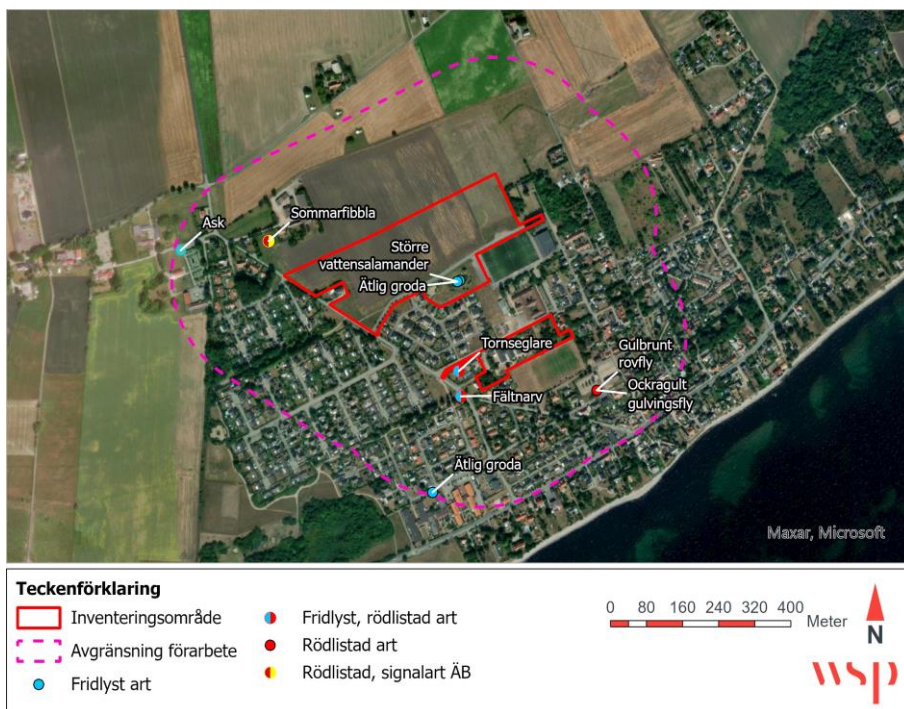 Ask
Sommarfibbla
Större
vattensalamander
Ätlig groda
Tornseglare
Gulbrunt
rovfly
Ockragult
gulvingsfly
Fältnarv
Ätlig groda
Maxar, Microsoft
Teckenförklaring
Inventeringsområde
Avgränsning förarbete
Fridlyst art
Fridlyst, rödlistad art
Rödlistad art
Rödlistad, signalart ÄB
0 80 160 240 320 400
Meter
N
wsp